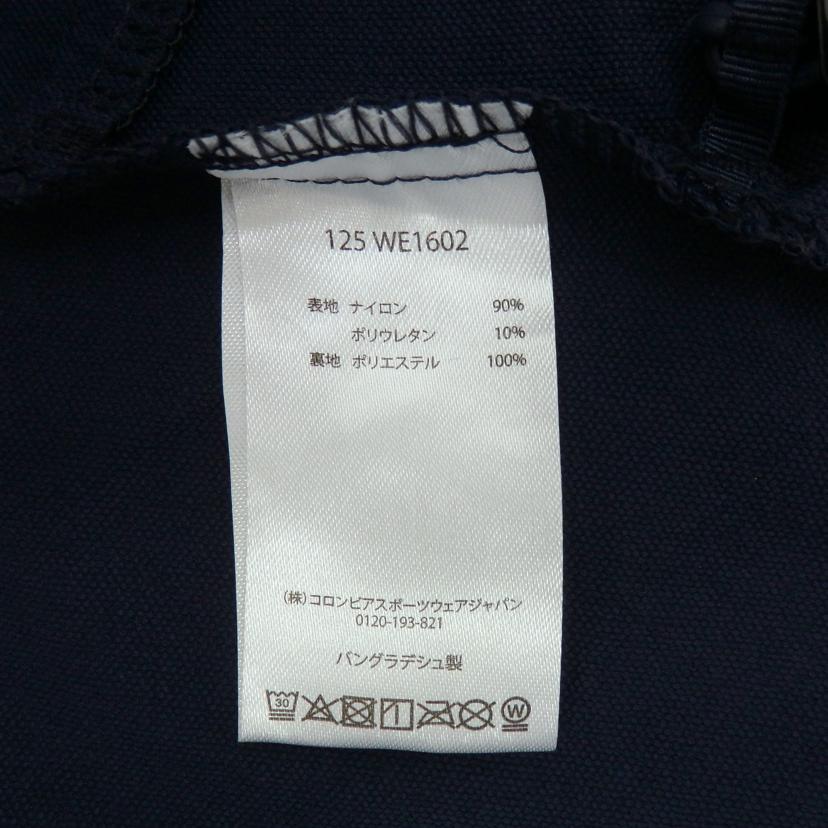 125 WE1602
表地 ナイロン 90%
ポリウレタン 10%
裏地 ポリエステル 100%
(株)コロンビアスポーツウェアジャパン
0120-193-821
バングラデシュ製
30 W